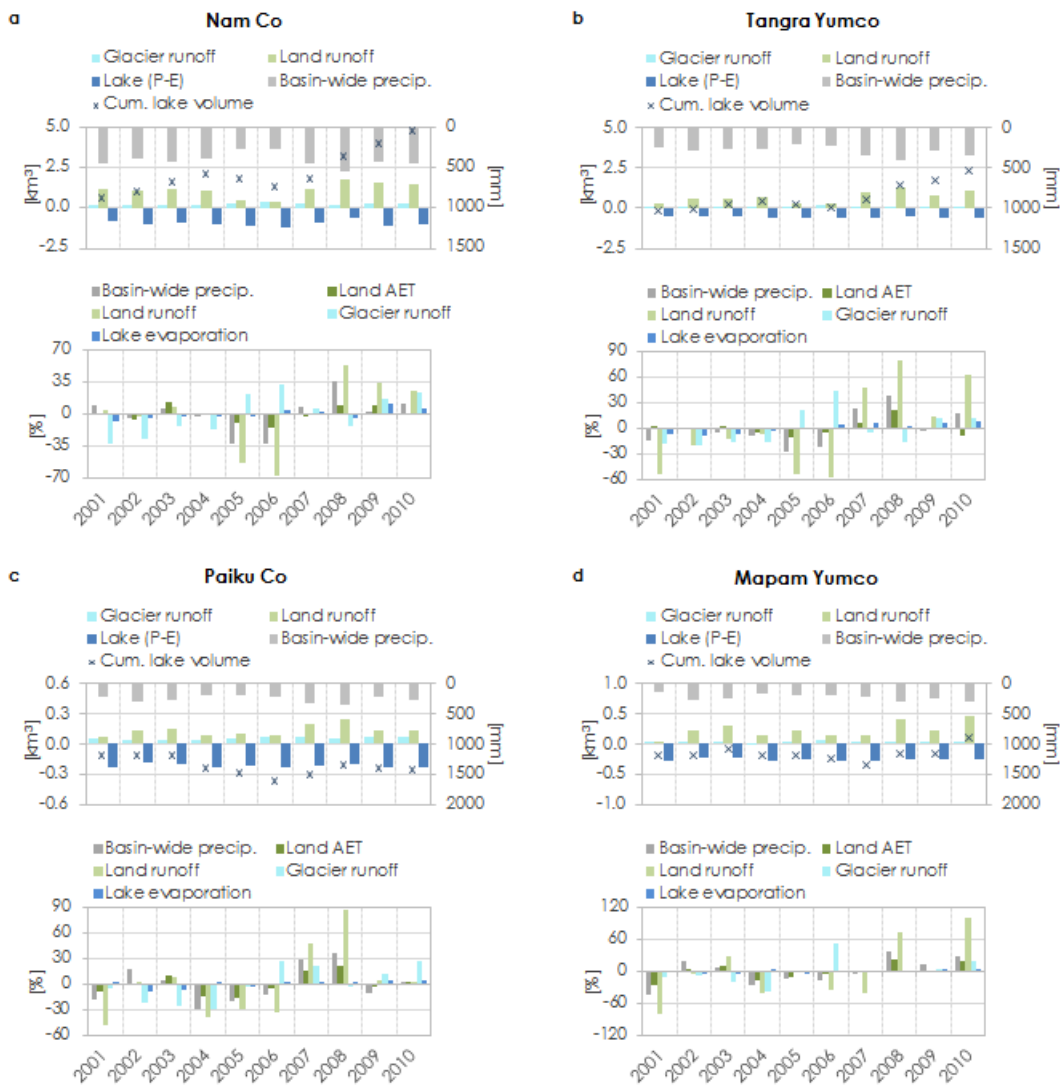 a Nam Co
Glacier runoff Land runoff
Lake (P-E) Basin-wide precip.
x Cum. lake volume
5.0 0
2.5 500
0.0 1000
-2.5 1500
[km³] [mm]
Basin-wide precip. Land AET
Land runoff Glacier runoff
Lake evaporation
70
35
0
-35
-70
[%]
2001 2002 2003 2004 2005 2006 2007 2008 2009 2010
b Tangra Yumco
Glacier runoff Land runoff
Lake (P-E) Basin-wide precip.
x Cum. lake volume
5.0 0
2.5 500
0.0 1000
-2.5 1500
[km³] [mm]
Basin-wide precip. Land AET
Land runoff Glacier runoff
Lake evaporation
90
60
30
0
-30
-60
[%]
2001 2002 2003 2004 2005 2006 2007 2008 2009 2010
c Paiku Co
Glacier runoff Land runoff
Lake (P-E) Basin-wide precip.
x Cum. lake volume
0.6 0
0.3 500
0.0 1000
-0.3 1500
-0.6 2000
[km³] [mm]
Basin-wide precip. Land AET
Land runoff Glacier runoff
Lake evaporation
90
60
30
0
-30
-60
[%]
2001 2002 2003 2004 2005 2006 2007 2008 2009 2010
d Mapam Yumco
Glacier runoff Land runoff
Lake (P-E) Basin-wide precip.
x Cum. lake volume
1.0 0
0.5 500
0.0 1000
-0.5 1500
-1.0 2000
[km³] [mm]
Basin-wide precip. Land AET
Land runoff Glacier runoff
Lake evaporation
120
60
0
-60
-120
[%]
2001 2002 2003 2004 2005 2006 2007 2008 2009 2010